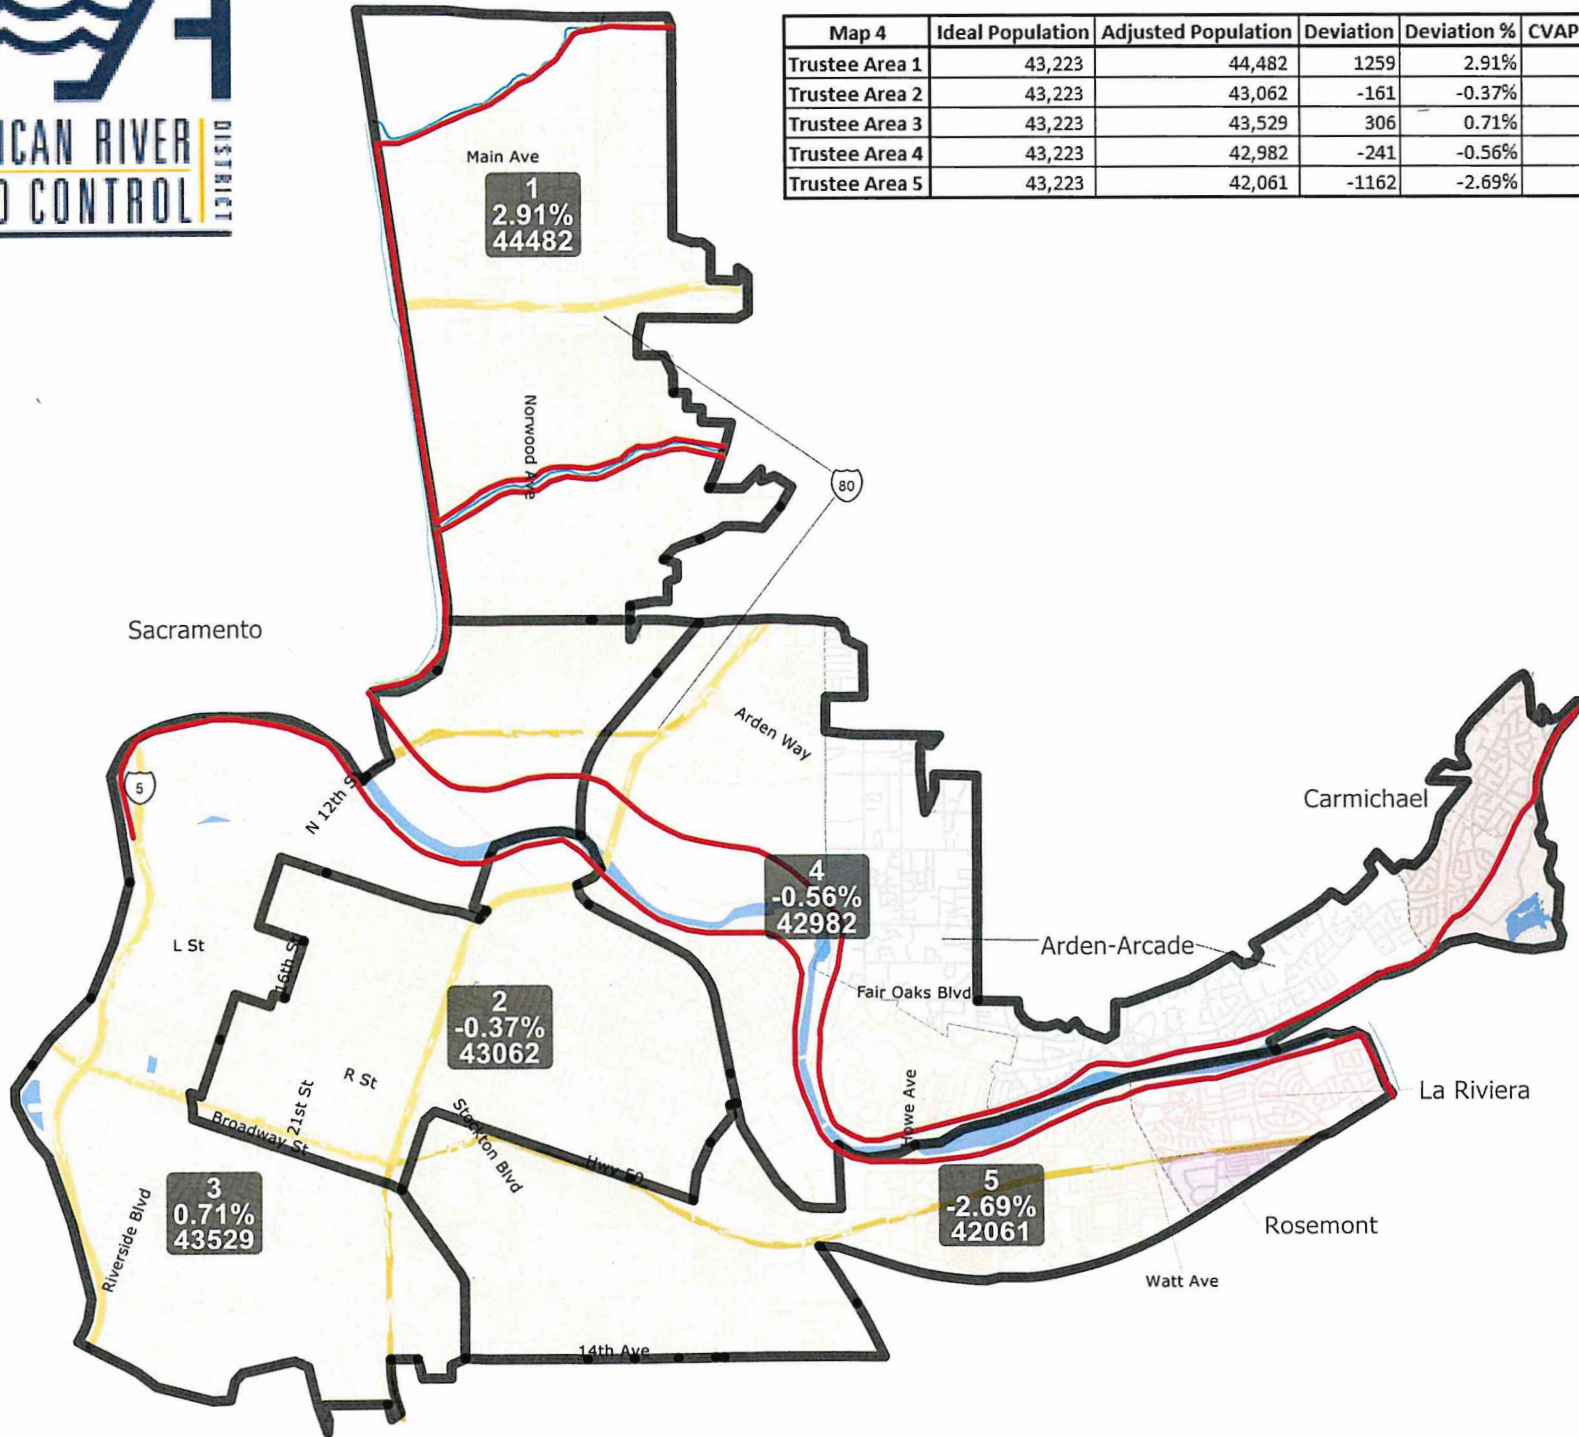 ICAN RIVER
D CONTROL
DISTRICT
Map 4 Ideal Population Adjusted Population Deviation Deviation % CVAP
Trustee Area 1 43,223 44,482 1259 2.91%
Trustee Area 2 43,223 43,062 -161 -0.37%
Trustee Area 3 43,223 43,529 306 0.71%
Trustee Area 4 43,223 42,982 -241 -0.56%
Trustee Area 5 43,223 42,061 -1162 -2.69%
Main Ave
1
2.91%
44482
Norwood Ave
80
Sacramento
Arden Way
5
N 12th S
Carmichael
4
-0.56%
42982
L St
16th St
Arden-Arcade
Fair Oaks Blvd
2
-0.37%
43062
R St
21st St
Stockton Blvd
Howe Ave
La Riviera
Broadway St
Hwy 50
3
0.71%
43529
Riverside Blvd
5
-2.69%
42061
Rosemont
Watt Ave
14th Ave